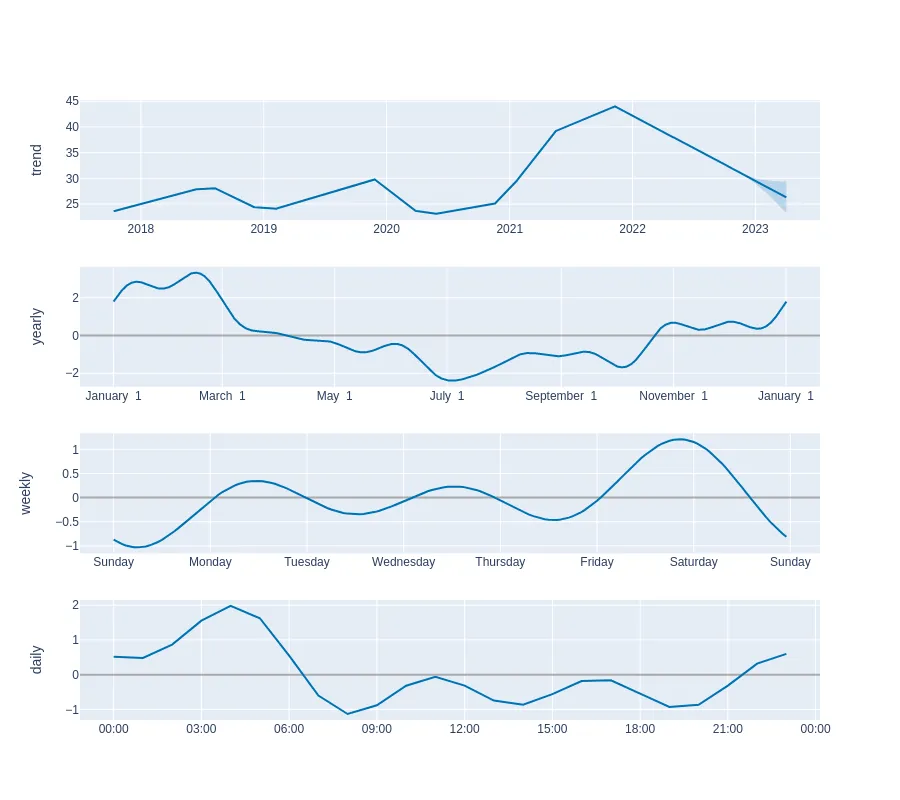 trend
45
40
35
30
25
2018 2019 2020 2021 2022 2023
yearly
2
0
−2
January 1 March 1 May 1 July 1 September 1 November 1 January 1
weekly
1
0.5
0
−0.5
−1
Sunday Monday Tuesday Wednesday Thursday Friday Saturday Sunday
daily
2
1
0
−1
00:00 03:00 06:00 09:00 12:00 15:00 18:00 21:00 00:00